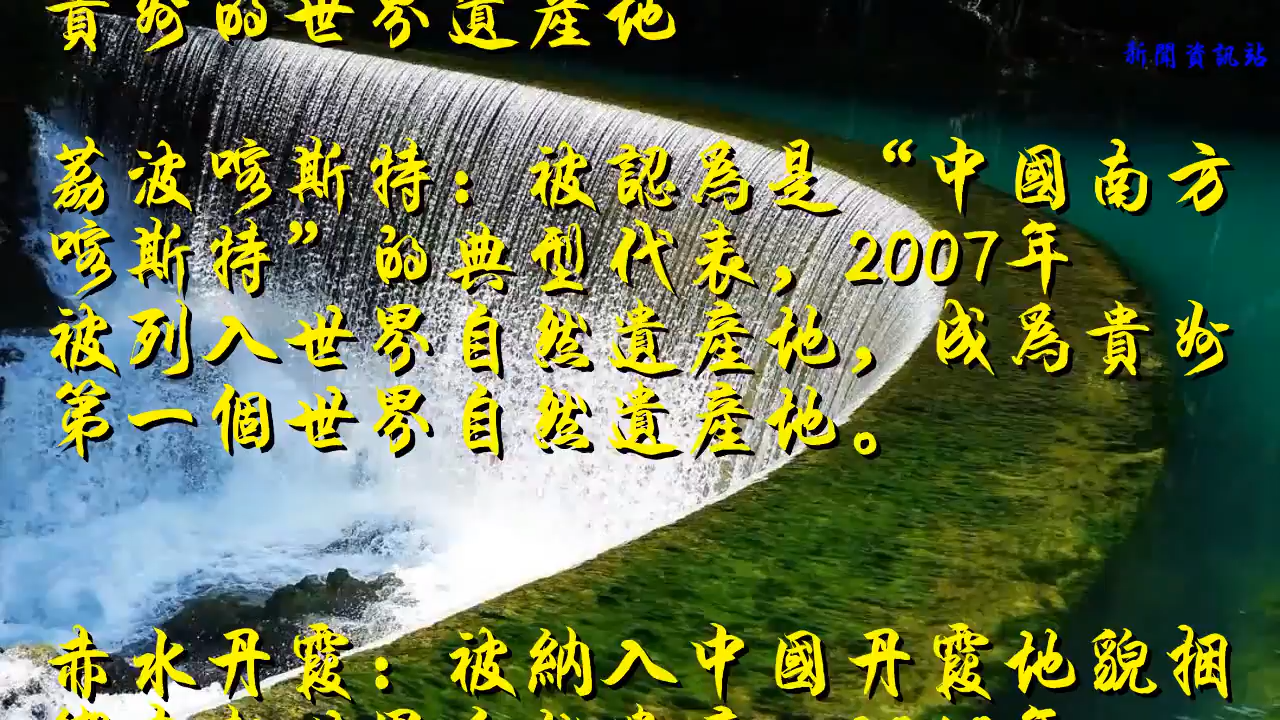 貴州的世界遺產地
新聞資訊站
荔波喀斯特：被認為是“中國南方
喀斯特”的典型代表，2007年
被列入世界自然遺產地，成為貴州
第一個世界自然遺產地。
赤水丹霞：被納入中國丹霞地貌捆